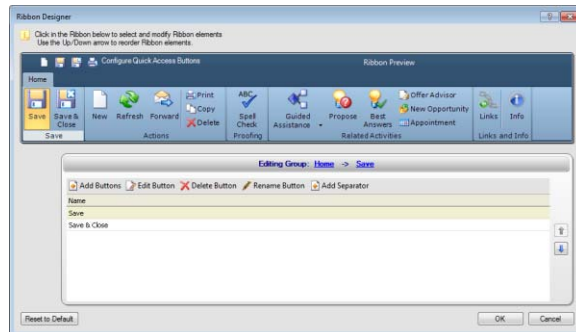 Ribbon Designer
Click in the Ribbon below to select and modify Ribbon elements
Use the Up/Down arrow to reorder Ribbon elements.
Configure Quick Access Buttons
Ribbon Preview
Home
Save
Save & Close
New
Refresh
Forward
Print
Copy
Delete
Spell Check
Guided Assistance
Propose
Best Answers
Offer Advisor
New Opportunity
Appointment
Links
Info
Save
Actions
Proofing
Related Activities
Links and Info
Editing Group: Home -> Save
Add Buttons Edit Button Delete Button Rename Button Add Separator
Name
Save
Save & Close
Reset to Default
OK
Cancel